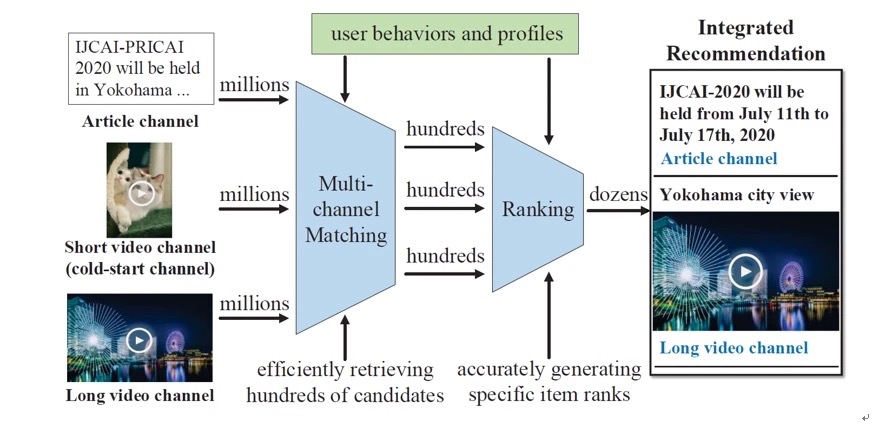 user behaviors and profiles
IJCAI-PRICAI
2020 will be held
in Yokohama ...
Article channel
millions
Short video channel
(cold-start channel)
millions
Long video channel
millions
Multi-
channel
Matching
efficiently retrieving
hundreds of candidates
hundreds
hundreds
hundreds
Ranking
accurately generating
specific item ranks
dozens
Integrated
Recommendation
IJCAI-2020 will be
held from July 11th to
July 17th, 2020
Article channel
Yokohama city view
Long video channel